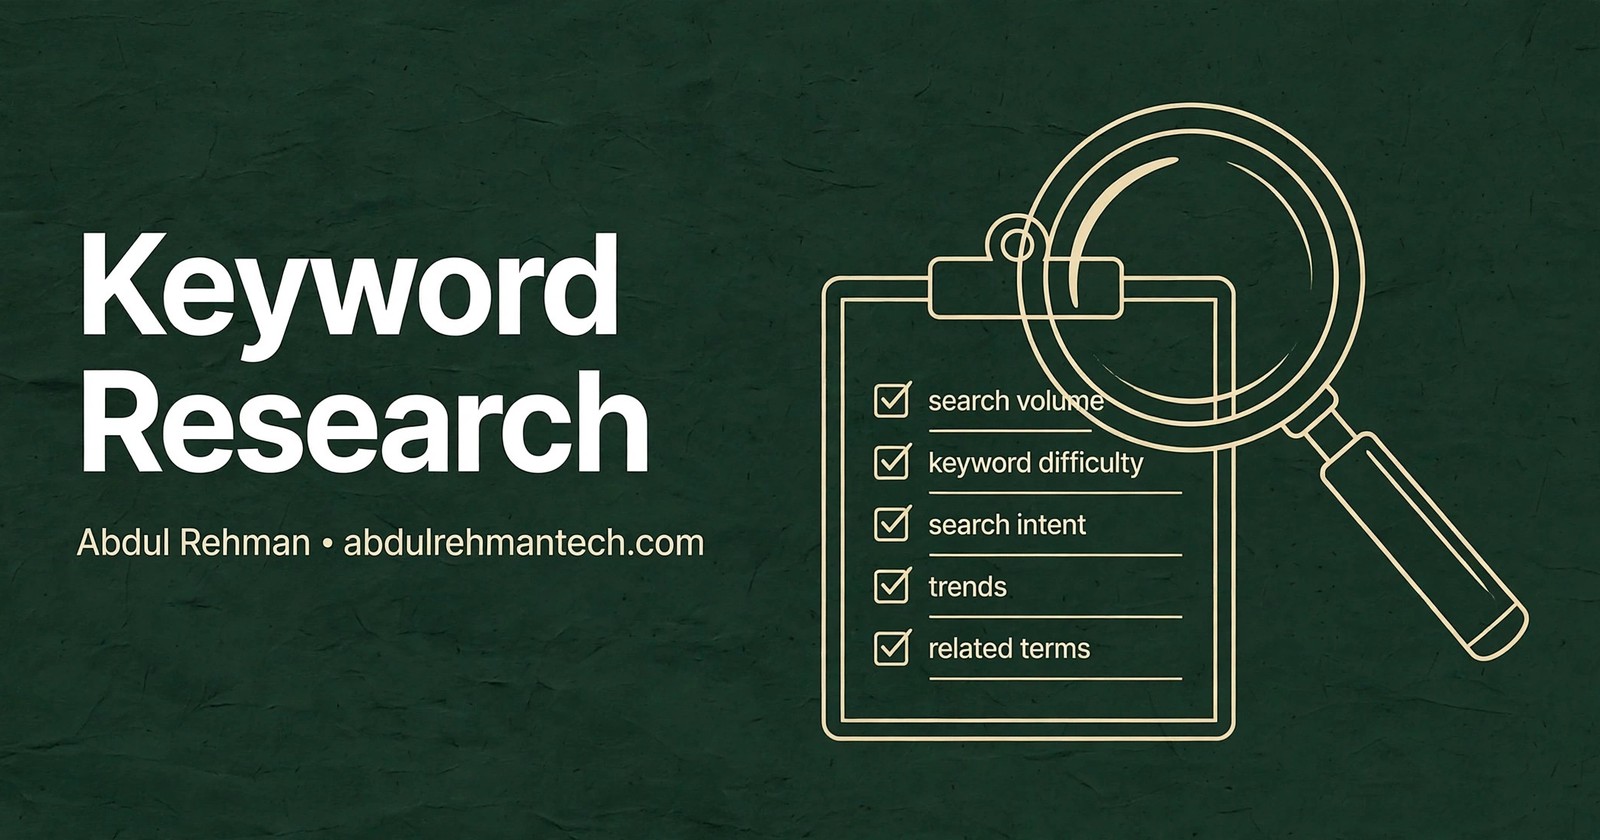 Keyword
Research
Abdul Rehman • abdulrehmantech.com
search volume
keyword difficulty
search intent
trends
related terms